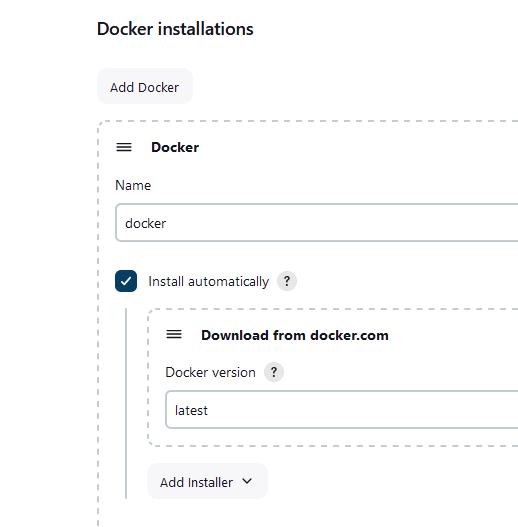 Docker installations
Add Docker
Docker
Name
docker
Install automatically ?
Download from docker.com
Docker version ?
latest
Add Installer